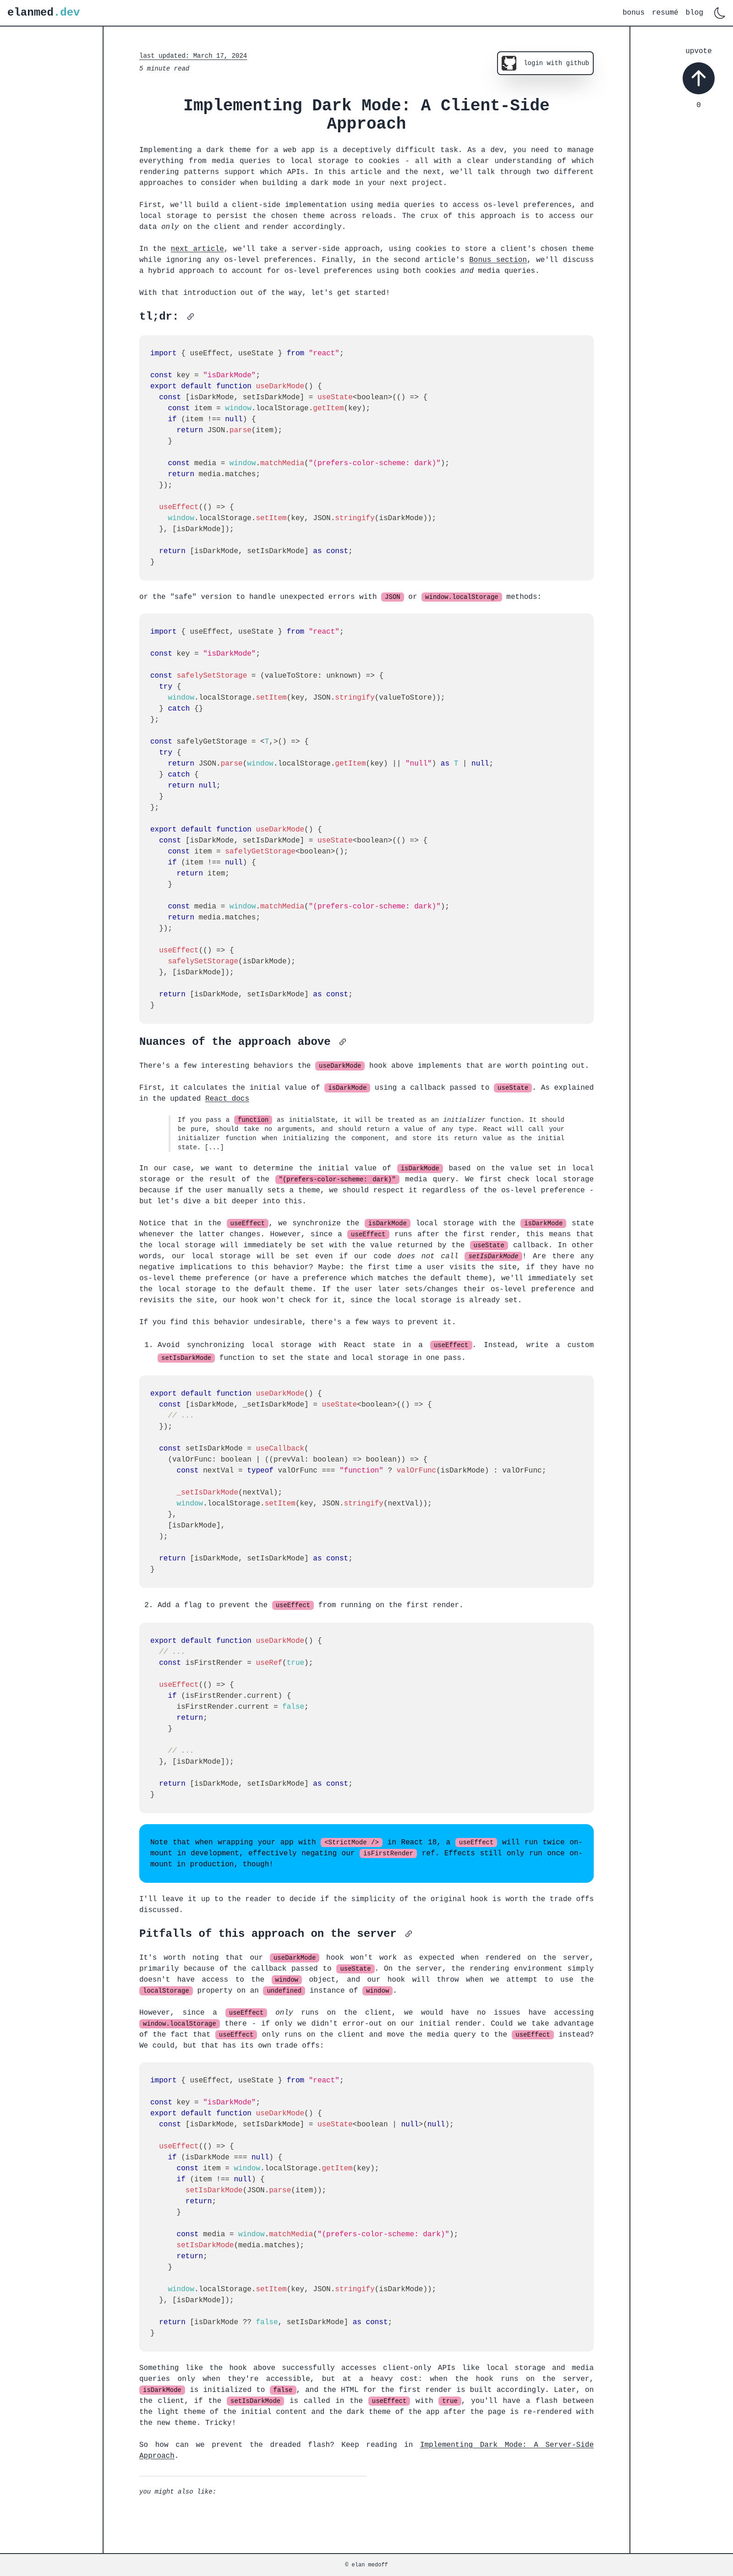 elanmed.dev
bonus resumé blog
last updated: March 17, 2024
5 minute read
login with github
upvote
0
Implementing Dark Mode: A Client-Side
Approach
Implementing a dark theme for a web app is a deceptively difficult task. As a dev, you need to manage
everything from media queries to local storage to cookies - all with a clear understanding of which
rendering patterns support which APIs. In this article and the next, we'll talk through two different
approaches to consider when building a dark mode in your next project.
First, we'll build a client-side implementation using media queries to access os-level preferences, and
local storage to persist the chosen theme across reloads. The crux of this approach is to access our
data only on the client and render accordingly.
In the next article, we'll take a server-side approach, using cookies to store a client's chosen theme
while ignoring any os-level preferences. Finally, in the second article's Bonus section, we'll discuss
a hybrid approach to account for os-level preferences using both cookies and media queries.
With that introduction out of the way, let's get started!
tl;dr:
import { useEffect, useState } from "react";
const key = "isDarkMode";
export default function useDarkMode() {
  const [isDarkMode, setIsDarkMode] = useState<boolean>(() => {
    const item = window.localStorage.getItem(key);
    if (item !== null) {
      return JSON.parse(item);
    }
    const media = window.matchMedia("(prefers-color-scheme: dark)");
    return media.matches;
  });
  useEffect(() => {
    window.localStorage.setItem(key, JSON.stringify(isDarkMode));
  }, [isDarkMode]);
  return [isDarkMode, setIsDarkMode] as const;
}
or the "safe" version to handle unexpected errors with JSON or window.localStorage methods:
import { useEffect, useState } from "react";
const key = "isDarkMode";
const safelySetStorage = (valueToStore: unknown) => {
  try {
    window.localStorage.setItem(key, JSON.stringify(valueToStore));
  } catch {}
};
const safelyGetStorage = <T,>() => {
  try {
    return JSON.parse(window.localStorage.getItem(key) || "null") as T | null;
  } catch {
    return null;
  }
};
export default function useDarkMode() {
  const [isDarkMode, setIsDarkMode] = useState<boolean>(() => {
    const item = safelyGetStorage<boolean>();
    if (item !== null) {
      return item;
    }
    const media = window.matchMedia("(prefers-color-scheme: dark)");
    return media.matches;
  });
  useEffect(() => {
    safelySetStorage(isDarkMode);
  }, [isDarkMode]);
  return [isDarkMode, setIsDarkMode] as const;
}
Nuances of the approach above
There's a few interesting behaviors the useDarkMode hook above implements that are worth pointing out.
First, it calculates the initial value of isDarkMode using a callback passed to useState. As explained
in the updated React docs
If you pass a function as initialState, it will be treated as an initializer function. It should
be pure, should take no arguments, and should return a value of any type. React will call your
initializer function when initializing the component, and store its return value as the initial
state. [...]
In our case, we want to determine the initial value of isDarkMode based on the value set in local
storage or the result of the "(prefers-color-scheme: dark)" media query. We first check local storage
because if the user manually sets a theme, we should respect it regardless of the os-level preference -
but let's dive a bit deeper into this.
Notice that in the useEffect, we synchronize the isDarkMode local storage with the isDarkMode state
whenever the latter changes. However, since a useEffect runs after the first render, this means that
the local storage will immediately be set with the value returned by the useState callback. In other
words, our local storage will be set even if our code does not call setIsDarkMode! Are there any
negative implications to this behavior? Maybe: the first time a user visits the site, if they have no
os-level theme preference (or have a preference which matches the default theme), we'll immediately set
the local storage to the default theme. If the user later sets/changes their os-level preference and
revisits the site, our hook won't check for it, since the local storage is already set.
If you find this behavior undesirable, there's a few ways to prevent it.
1. Avoid synchronizing local storage with React state in a useEffect. Instead, write a custom
setIsDarkMode function to set the state and local storage in one pass.
export default function useDarkMode() {
  const [isDarkMode, _setIsDarkMode] = useState<boolean>(() => {
    // ...
  });
  const setIsDarkMode = useCallback(
    (valOrFunc: boolean | ((prevVal: boolean) => boolean)) => {
      const nextVal = typeof valOrFunc === "function" ? valOrFunc(isDarkMode) : valOrFunc;
      _setIsDarkMode(nextVal);
      window.localStorage.setItem(key, JSON.stringify(nextVal));
    },
    [isDarkMode],
  );
  return [isDarkMode, setIsDarkMode] as const;
}
2. Add a flag to prevent the useEffect from running on the first render.
export default function useDarkMode() {
  // ...
  const isFirstRender = useRef(true);
  useEffect(() => {
    if (isFirstRender.current) {
      isFirstRender.current = false;
      return;
    }
    // ...
  }, [isDarkMode]);
  return [isDarkMode, setIsDarkMode] as const;
}
Note that when wrapping your app with <StrictMode /> in React 18, a useEffect will run twice on-
mount in development, effectively negating our isFirstRender ref. Effects still only run once on-
mount in production, though!
I'll leave it up to the reader to decide if the simplicity of the original hook is worth the trade offs
discussed.
Pitfalls of this approach on the server
It's worth noting that our useDarkMode hook won't work as expected when rendered on the server,
primarily because of the callback passed to useState. On the server, the rendering environment simply
doesn't have access to the window object, and our hook will throw when we attempt to use the
localStorage property on an undefined instance of window.
However, since a useEffect only runs on the client, we would have no issues have accessing
window.localStorage there - if only we didn't error-out on our initial render. Could we take advantage
of the fact that useEffect only runs on the client and move the media query to the useEffect instead?
We could, but that has its own trade offs:
import { useEffect, useState } from "react";
const key = "isDarkMode";
export default function useDarkMode() {
  const [isDarkMode, setIsDarkMode] = useState<boolean | null>(null);
  useEffect(() => {
    if (isDarkMode === null) {
      const item = window.localStorage.getItem(key);
      if (item !== null) {
        setIsDarkMode(JSON.parse(item));
        return;
      }
      const media = window.matchMedia("(prefers-color-scheme: dark)");
      setIsDarkMode(media.matches);
      return;
    }
    window.localStorage.setItem(key, JSON.stringify(isDarkMode));
  }, [isDarkMode]);
  return [isDarkMode ?? false, setIsDarkMode] as const;
}
Something like the hook above successfully accesses client-only APIs like local storage and media
queries only when they're accessible, but at a heavy cost: when the hook runs on the server,
isDarkMode is initialized to false, and the HTML for the first render is built accordingly. Later, on
the client, if the setIsDarkMode is called in the useEffect with true, you'll have a flash between
the light theme of the initial content and the dark theme of the app after the page is re-rendered with
the new theme. Tricky!
So how can we prevent the dreaded flash? Keep reading in Implementing Dark Mode: A Server-Side
Approach.
you might also like:
© elan medoff